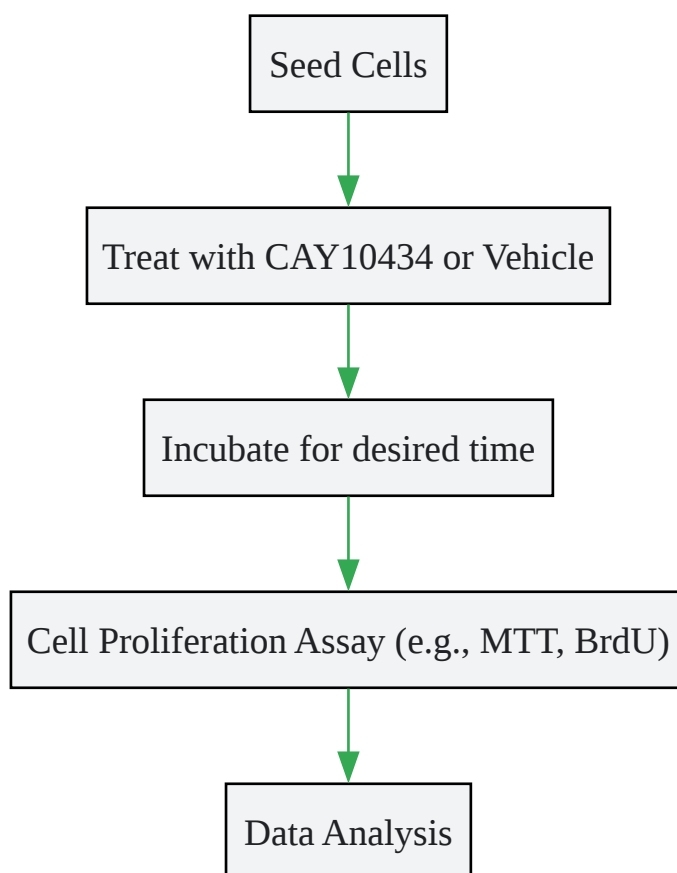 Seed Cells
Treat with CAY10434 or Vehicle
Incubate for desired time
Cell Proliferation Assay (e.g., MTT, BrdU)
Data Analysis